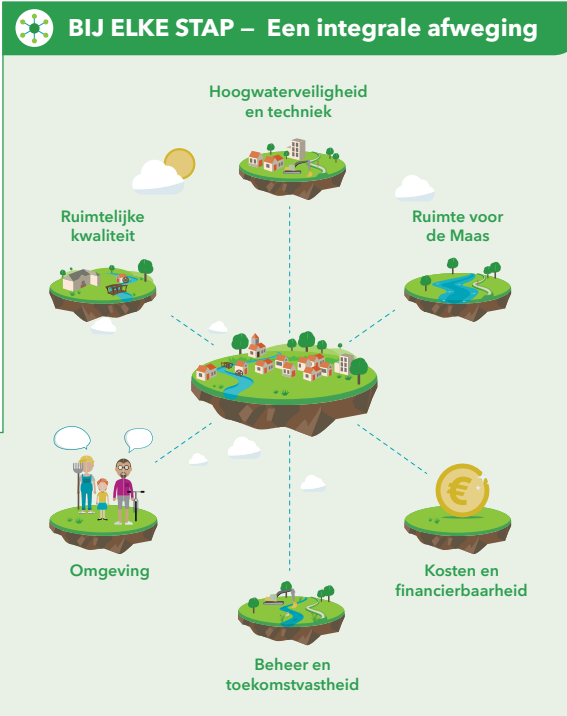 BIJ ELKE STAP – Een integrale afweging
Hoogwaterveiligheid
en techniek
Ruimtelijke
kwaliteit
Ruimte voor
de Maas
€
Omgeving
Kosten en
financierbaarheid
Beheer en
toekomstvastheid